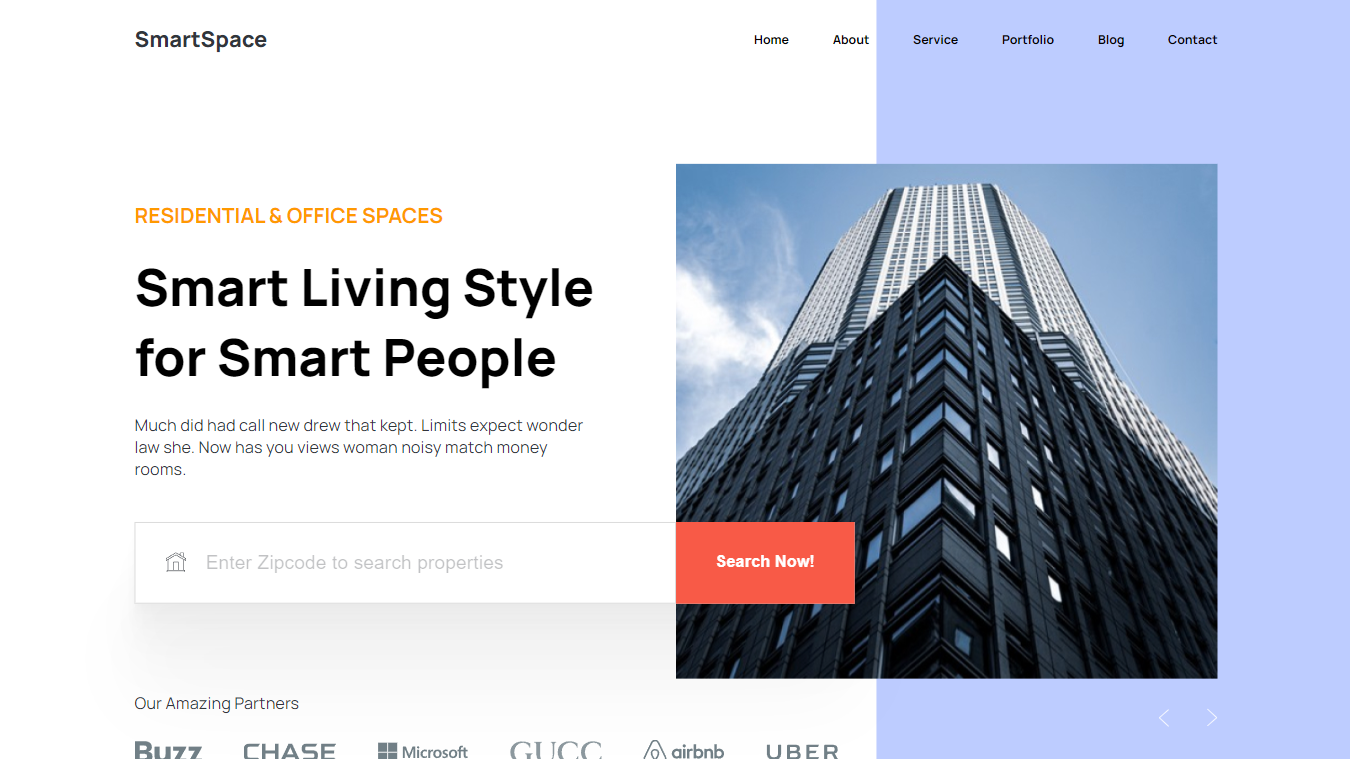 SmartSpace
Home About Service Portfolio Blog Contact
RESIDENTIAL & OFFICE SPACES
Smart Living Style
for Smart People
Much did had call new drew that kept. Limits expect wonder
law she. Now has you views woman noisy match money
rooms.
Enter Zipcode to search properties
Search Now!
Our Amazing Partners
Buzz CHASE Microsoft GUCC airbnb UBER